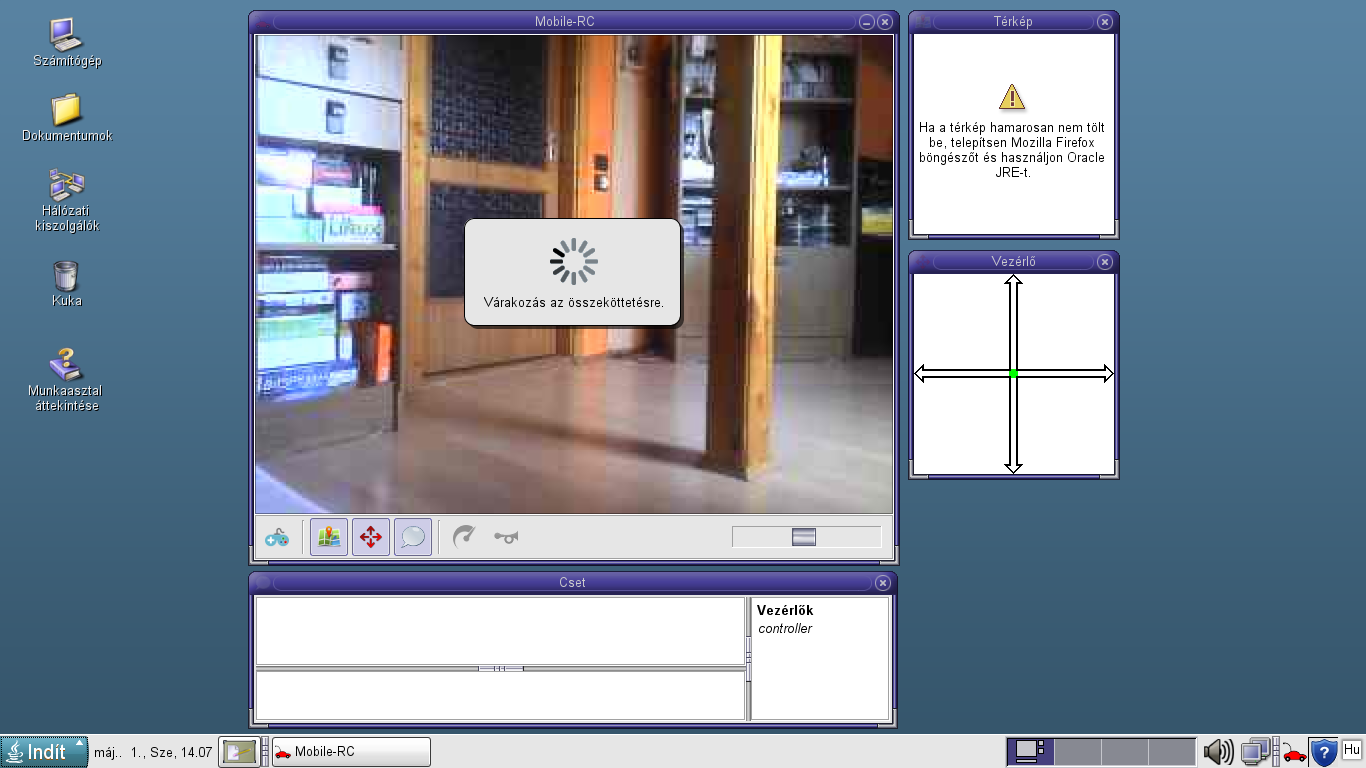 Számítógép
Dokumentumok
Hálózati
kiszolgálók
Kuka
Munkaasztal
áttekintése
Mobile-RC
LINUX
Várakozás az összeköttetésre.
Térkép
Ha a térkép hamarosan nem tölt
be, telepítsen Mozilla Firefox
böngészőt és használjon Oracle
JRE-t.
Vezérlő
Cset
Vezérlők
controller
Indít
máj.. 1., Sze, 14.07
Mobile-RC
Hu